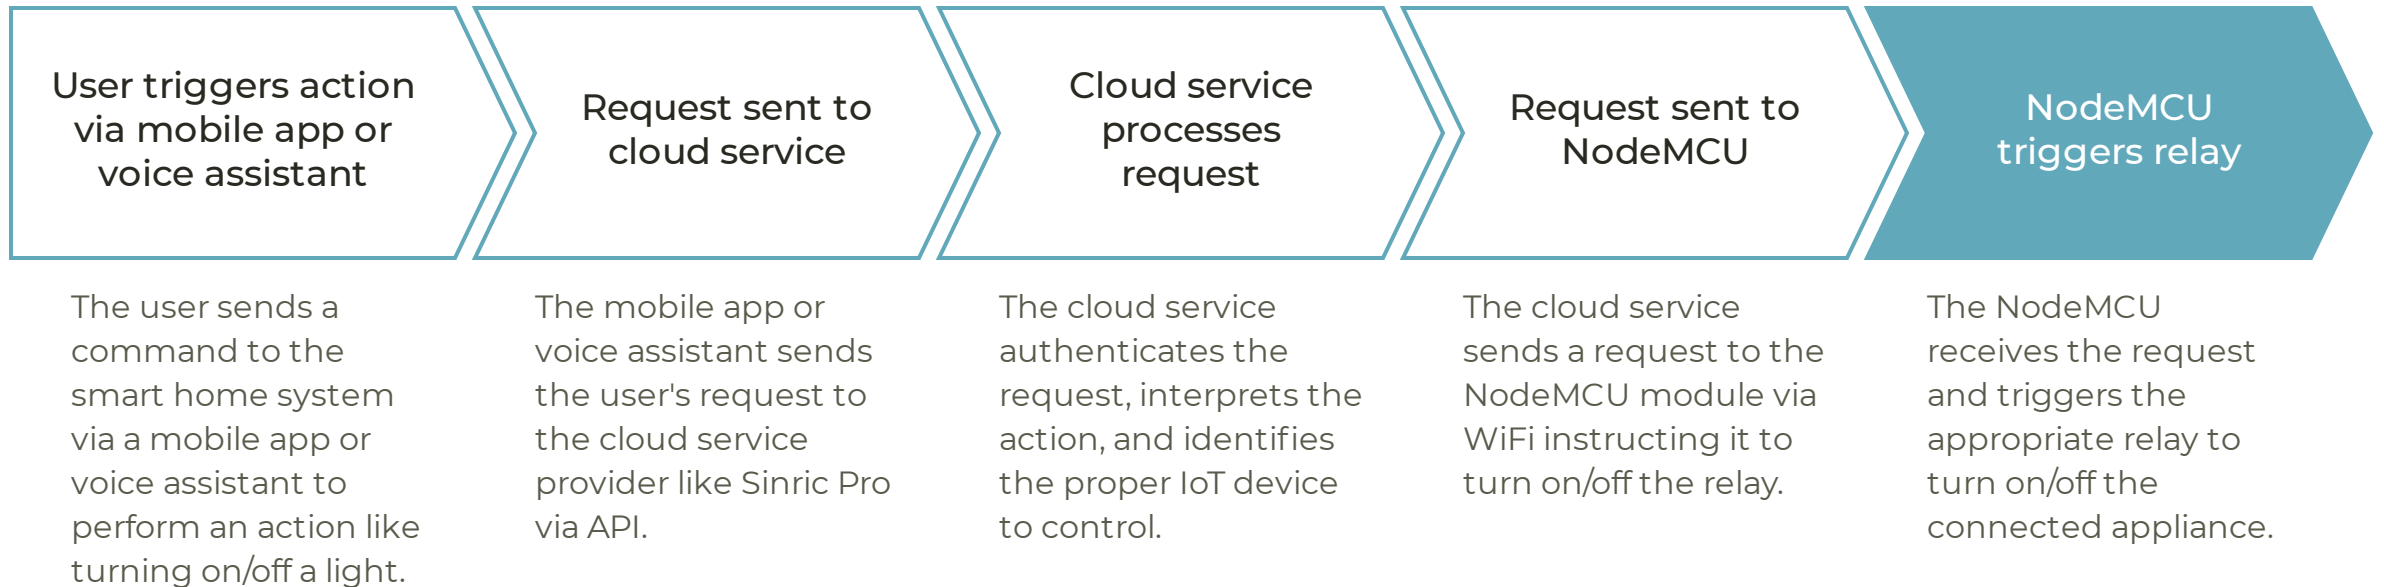 User triggers action
via mobile app or
voice assistant
Request sent to
cloud service
Cloud service
processes
request
Request sent to
NodeMCU
NodeMCU
triggers relay
The user sends a
command to the
smart home system
via a mobile app or
voice assistant to
perform an action like
turning on/off a light.
The mobile app or
voice assistant sends
the user's request to
the cloud service
provider like Sinric Pro
via API.
The cloud service
authenticates the
request, interprets the
action, and identifies
the proper IoT device
to control.
The cloud service
sends a request to the
NodeMCU module via
WiFi instructing it to
turn on/off the relay.
The NodeMCU
receives the request
and triggers the
appropriate relay to
turn on/off the
connected appliance.